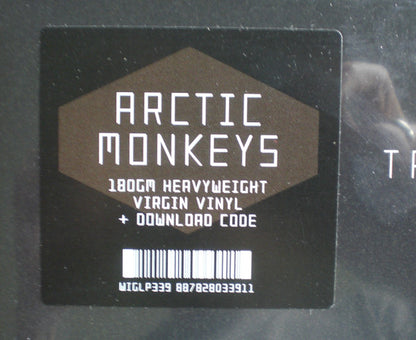 ARCTIC
MONKEYS
180GM HEAVYWEIGHT
VIRGIN VINYL
+ DOWNLOAD CODE
WIGLP339 887828033911